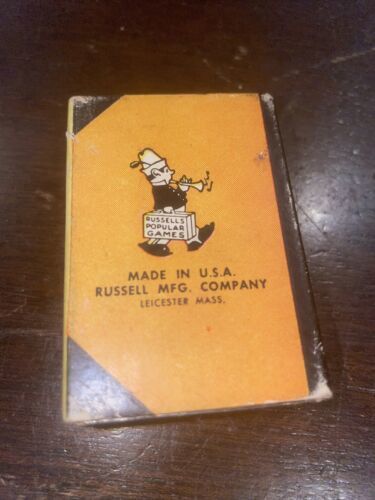 RUSSELL'S
POPULAR
GAMES
MADE IN U.S.A.
RUSSELL MFG. COMPANY
LEICESTER MASS.